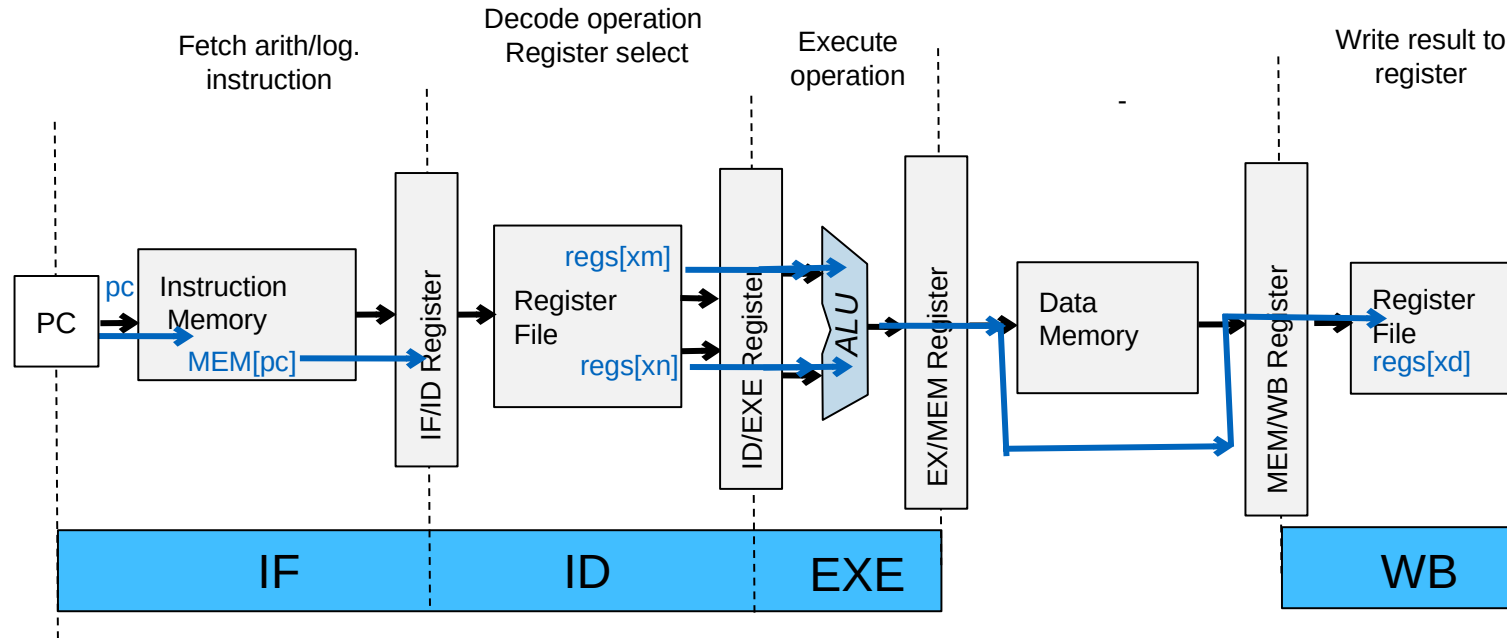 Fetch arith/log.
instruction
Decode operation
Register select
Execute
operation
-
Write result to
register
PC
pc
Instruction
Memory
MEM[pc]
IF/ID Register
Register
File
regs[xm]
regs[xn]
ID/EXE Register
ALU
EX/MEM Register
Data
Memory
MEM/WB Register
Register
File
regs[xd]
IF
ID
EXE
WB